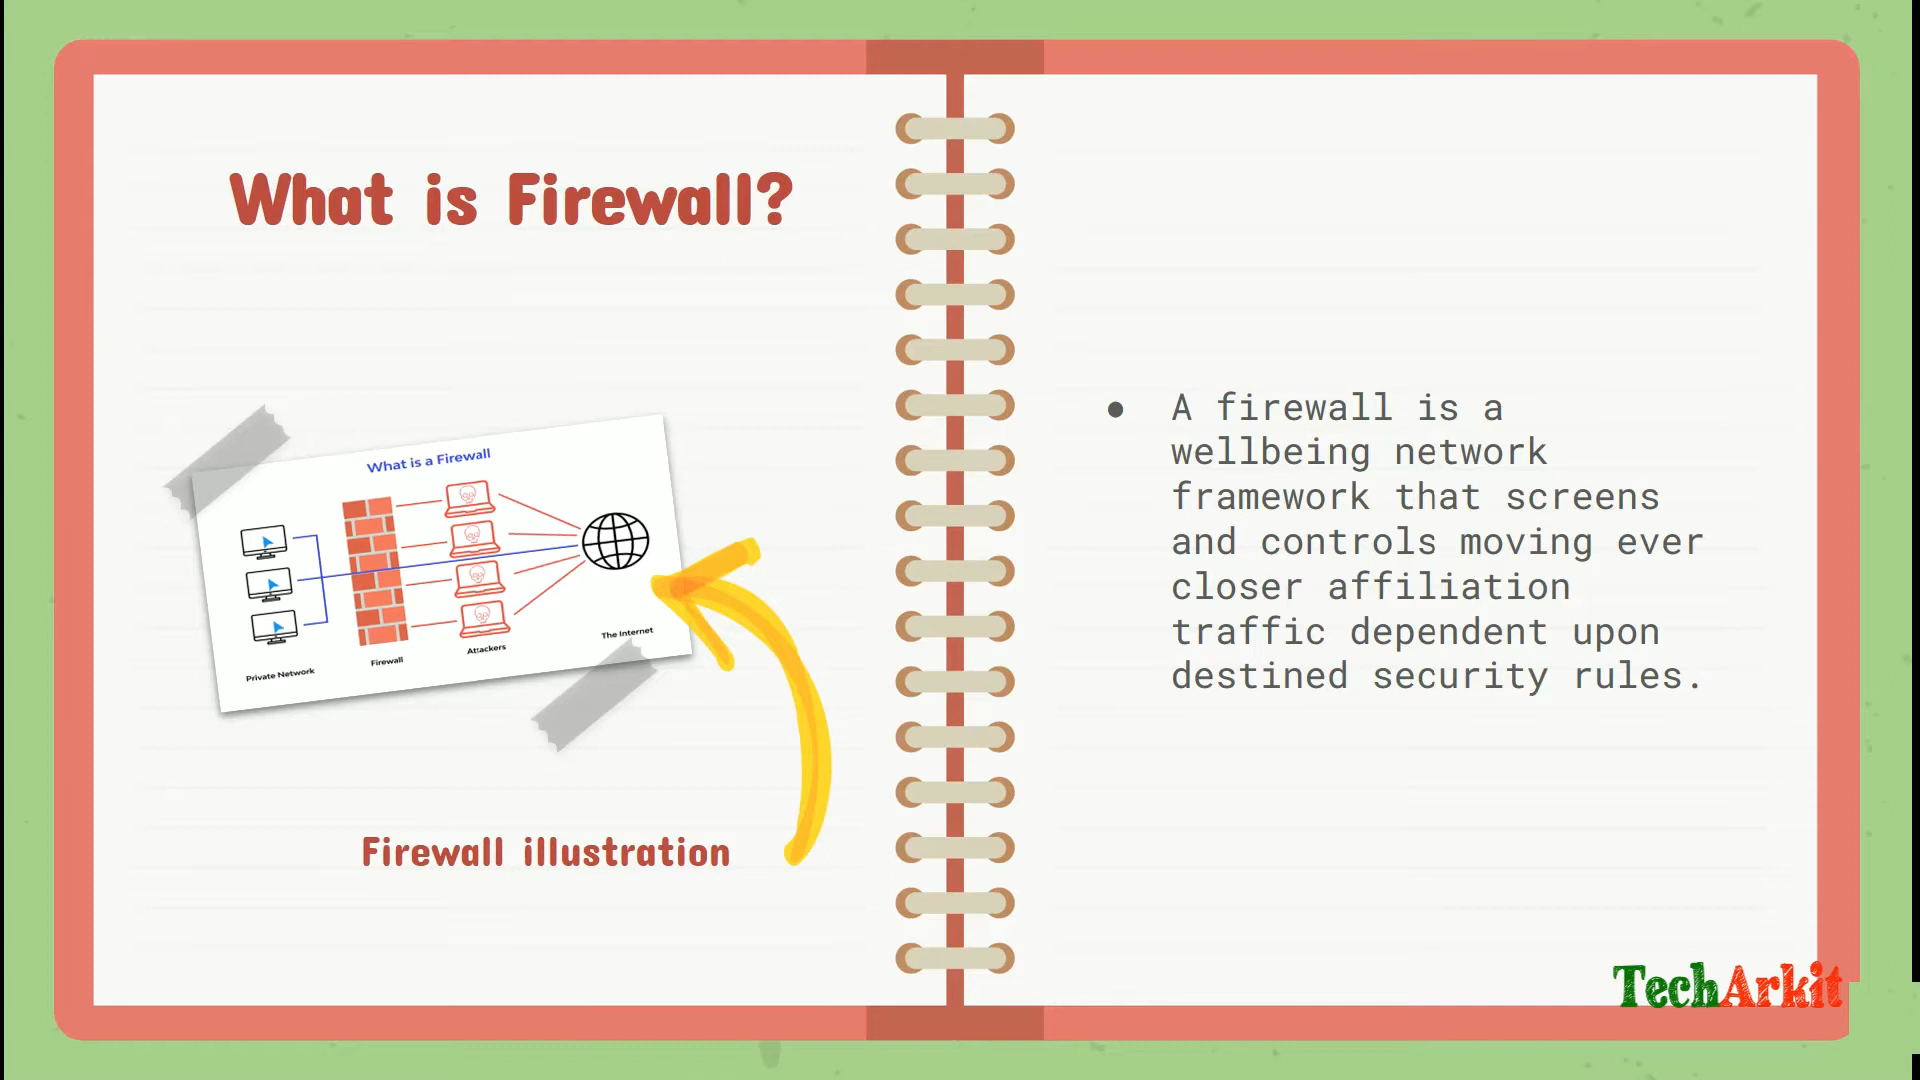 What is Firewall?
What is a Firewall
Private Network
Firewall
Attackers
The Internet
Firewall illustration
● A firewall is a
wellbeing network
framework that screens
and controls moving ever
closer affiliation
traffic dependent upon
destined security rules.
TechArkit